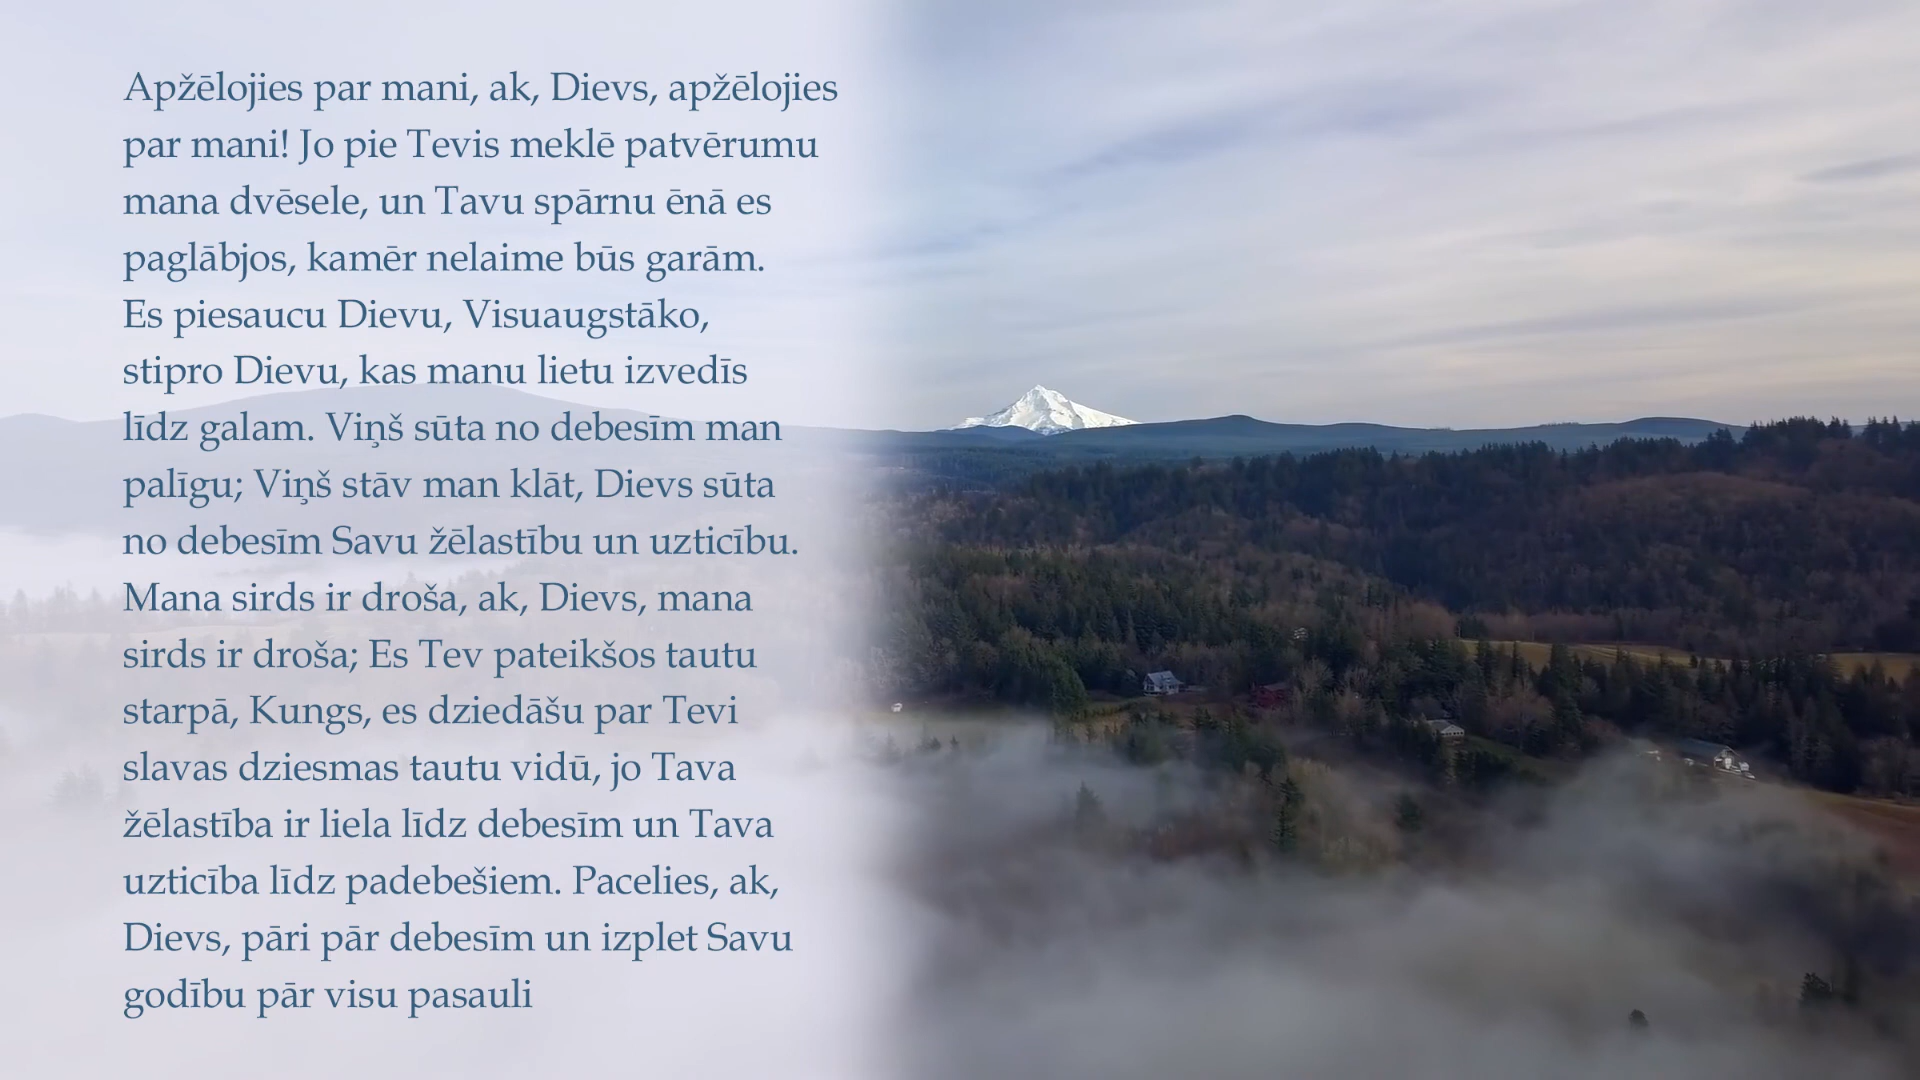 Apžēlojies par mani, ak, Dievs, apžēlojies
par mani! Jo pie Tevis meklē patvērumu
mana dvēsele, un Tavu spārnu ēnā es
paglābjos, kamēr nelaime būs garām.
Es piesaucu Dievu, Visuaugstāko,
stipro Dievu, kas manu lietu izvedīs
līdz galam. Viņš sūta no debesīm man
palīgu; Viņš stāv man klāt, Dievs sūta
no debesīm Savu žēlastību un uzticību.
Mana sirds ir droša, ak, Dievs, mana
sirds ir droša; Es Tev pateikšos tautu
starpā, Kungs, es dziedāšu par Tevi
slavas dziesmas tautu vidū, jo Tava
žēlastība ir liela līdz debesīm un Tava
uzticība līdz padebešiem. Pacelies, ak,
Dievs, pāri pār debesīm un izplet Savu
godību pār visu pasauli